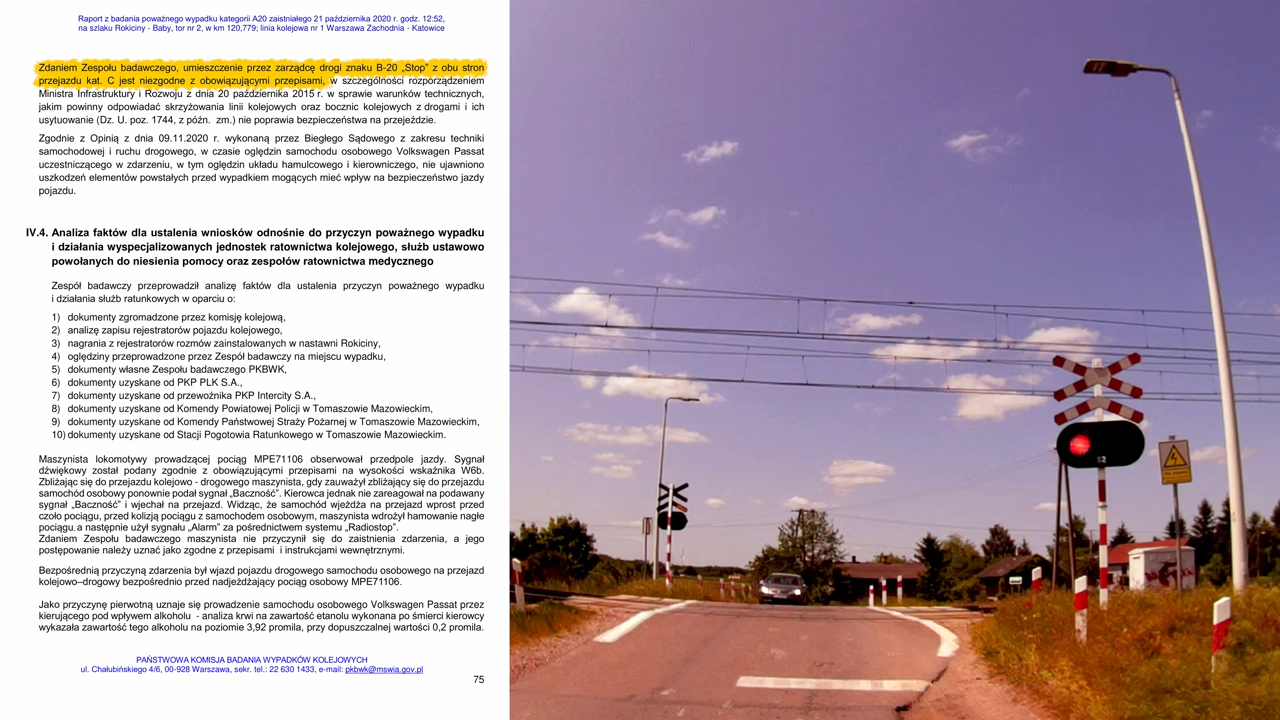 Raport z badania poważnego wypadku kategorii A20 zaistniałego 21 października 2020 r. godz. 12:52,
na szlaku Rokiciny - Baby, tor nr 2, w km 120,779; linia kolejowa nr 1 Warszawa Zachodnia - Katowice
Zdaniem Zespołu badawczego, umieszczenie przez zarządcę drogi znaku B-20 „Stop” z obu stron
przejazdu kat. C jest niezgodne z obowiązującymi przepisami, w szczególności rozporządzeniem
Ministra Infrastruktury i Rozwoju z dnia 20 października 2015 r. w sprawie warunków technicznych,
jakim powinny odpowiadać skrzyżowania linii kolejowych oraz bocznic kolejowych z drogami i ich
usytuowanie (Dz. U. poz. 1744, z późn. zm.) nie poprawia bezpieczeństwa na przejeździe.
Zgodnie z Opinią z dnia 09.11.2020 r. wykonaną przez Biegłego Sądowego z zakresu techniki
samochodowej i ruchu drogowego, w czasie oględzin samochodu osobowego Volkswagen Passat
uczestniczącego w zdarzeniu, w tym oględzin układu hamulcowego i kierowniczego, nie ujawniono
uszkodzeń elementów powstałych przed wypadkiem mogących mieć wpływ na bezpieczeństwo jazdy
pojazdu.
IV.4. Analiza faktów dla ustalenia wniosków odnośnie do przyczyn poważnego wypadku
i działania wyspecjalizowanych jednostek ratownictwa kolejowego, służb ustawowo
powołanych do niesienia pomocy oraz zespołów ratownictwa medycznego
Zespół badawczy przeprowadził analizę faktów dla ustalenia przyczyn poważnego wypadku
i działania służb ratunkowych w oparciu o:
1) dokumenty zgromadzone przez komisję kolejową,
2) analizę zapisu rejestratorów pojazdu kolejowego,
3) nagrania z rejestratorów rozmów zainstalowanych w nastawni Rokiciny,
4) oględziny przeprowadzone przez Zespół badawczy na miejscu wypadku,
5) dokumenty własne Zespołu badawczego PKBWK,
6) dokumenty uzyskane od PKP PLK S.A.,
7) dokumenty uzyskane od przewoźnika PKP Intercity S.A.,
8) dokumenty uzyskane od Komendy Powiatowej Policji w Tomaszowie Mazowieckim,
9) dokumenty uzyskane od Komendy Państwowej Straży Pożarnej w Tomaszowie Mazowieckim,
10) dokumenty uzyskane od Stacji Pogotowia Ratunkowego w Tomaszowie Mazowieckim.
Maszynista lokomotywy prowadzącej pociąg MPE71106 obserwował przedpole jazdy. Sygnał
dźwiękowy został podany zgodnie z obowiązującymi przepisami na wysokości wskaźnika W6b.
Zbliżając się do przejazdu kolejowo - drogowego maszynista, gdy zauważył zbliżający się do przejazdu
samochód osobowy ponownie podał sygnał „Baczność”. Kierowca jednak nie zareagował na podawany
sygnał „Baczność” i wjechał na przejazd. Widząc, że samochód wjeżdża na przejazd wprost przed
czoło pociągu, przed kolizją pociągu z samochodem osobowym, maszynista wdrożył hamowanie nagłe
pociągu a następnie użył sygnału „Alarm” za pośrednictwem systemu „Radiostop”.
Zdaniem Zespołu badawczego maszynista nie przyczynił się do zaistnienia zdarzenia, a jego
postępowanie należy uznać jako zgodne z przepisami i instrukcjami wewnętrznymi.
Bezpośrednią przyczyną zdarzenia był wjazd pojazdu drogowego samochodu osobowego na przejazd
kolejowo–drogowy bezpośrednio przed nadjeżdżający pociąg osobowy MPE71106.
Jako przyczynę pierwotną uznaje się prowadzenie samochodu osobowego Volkswagen Passat przez
kierującego pod wpływem alkoholu - analiza krwi na zawartość etanolu wykonana po śmierci kierowcy
wykazała zawartość tego alkoholu na poziomie 3,92 promila, przy dopuszczalnej wartości 0,2 promila.
PAŃSTWOWA KOMISJA BADANIA WYPADKÓW KOLEJOWYCH
ul. Chałubińskiego 4/6, 00-928 Warszawa, sekr. tel.: 22 630 1433, e-mail: pkbwk@mswia.gov.pl
75
S2